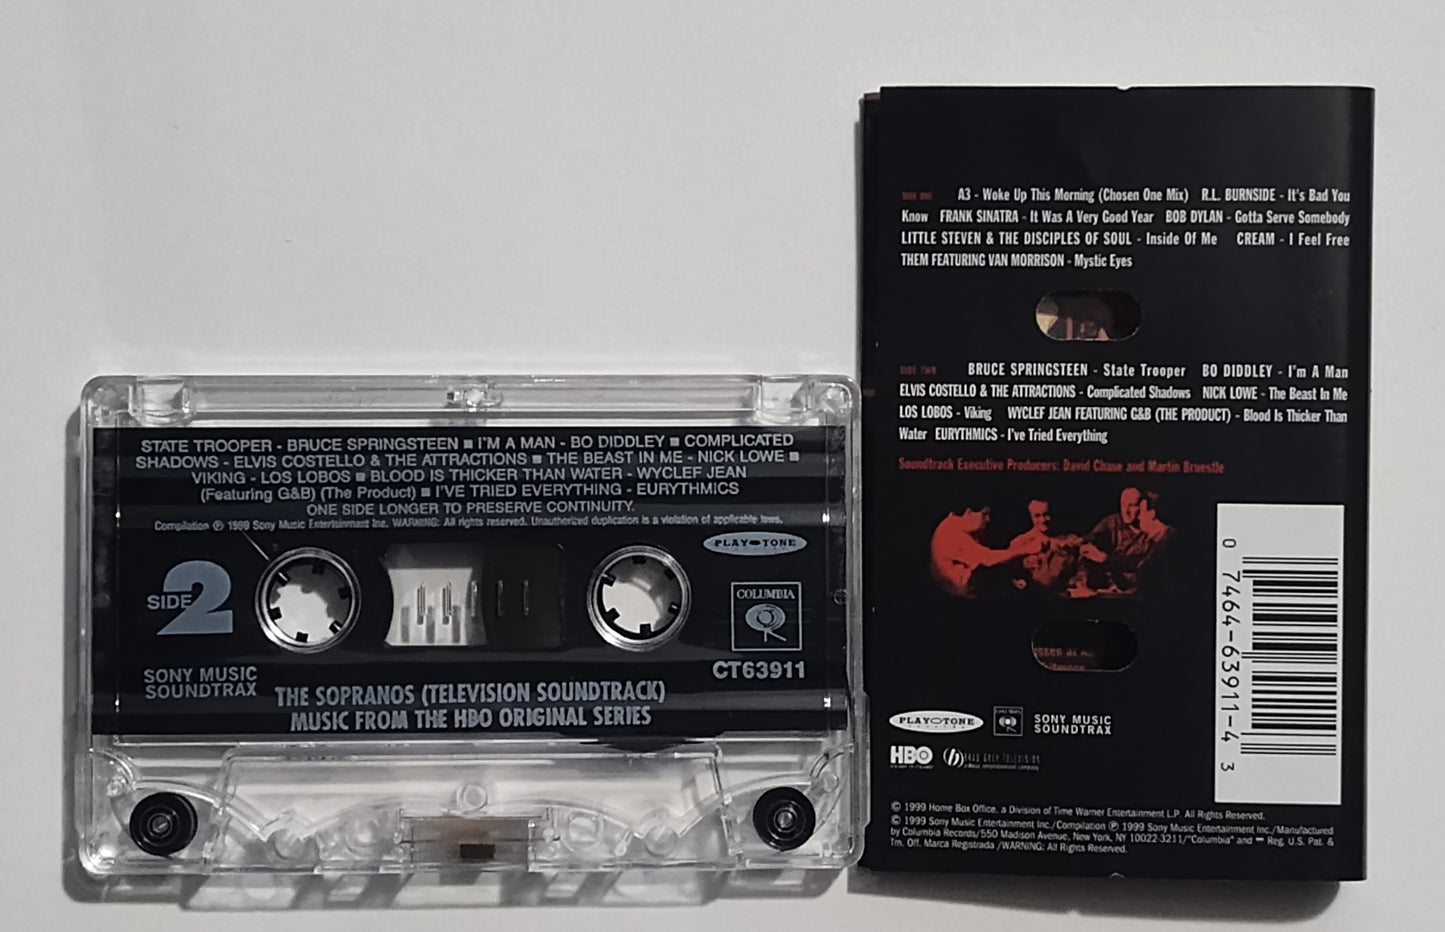 STATE TROOPER - BRUCE SPRINGSTEEN ■ I'M A MAN - BO DIDDLEY ■ COMPLICATED
SHADOWS - ELVIS COSTELLO & THE ATTRACTIONS ■ THE BEAST IN ME - NICK LOWE ■
VIKING - LOS LOBOS ■ BLOOD IS THICKER THAN WATER - WYCLEF JEAN
(Featuring G&B) (The Product) ■ I'VE TRIED EVERYTHING - EURYTHMICS
ONE SIDE LONGER TO PRESERVE CONTINUITY.
Compilation ℗ 1999 Sony Music Entertainment Inc. WARNING: All rights reserved. Unauthorized duplication is a violation of applicable laws.
PLAY-TONE
SIDE 2
COLUMBIA
CT63911
SONY MUSIC
SOUNDTRAX
THE SOPRANOS (TELEVISION SOUNDTRACK)
MUSIC FROM THE HBO ORIGINAL SERIES
SIDE ONE A3 - Woke Up This Morning (Chosen One Mix) R.L. BURNSIDE - It's Bad You
Know FRANK SINATRA - It Was A Very Good Year BOB DYLAN - Gotta Serve Somebody
LITTLE STEVEN & THE DISCIPLES OF SOUL - Inside Of Me CREAM - I Feel Free
THEM FEATURING VAN MORRISON - Mystic Eyes
SIDE TWO BRUCE SPRINGSTEEN - State Trooper BO DIDDLEY - I'm A Man
ELVIS COSTELLO & THE ATTRACTIONS - Complicated Shadows NICK LOWE - The Beast In Me
LOS LOBOS - Viking WYCLEF JEAN FEATURING G&B (THE PRODUCT) - Blood Is Thicker Than
Water EURYTHMICS - I've Tried Everything
Soundtrack Executive Producers: David Chase and Martin Bruestle
0 7464-63911-4 3
PLAY-TONE
SONY MUSIC
SOUNDTRAX
HBO
BRAD GREY TELEVISION
© 1999 Home Box Office, a Division of Time Warner Entertainment L.P. All Rights Reserved.
© 1999 Sony Music Entertainment Inc./Compilation ℗ 1999 Sony Music Entertainment Inc./Manufactured
by Columbia Records/550 Madison Avenue, New York, NY 10022-3211/"Columbia" and Reg. U.S. Pat. &
Tm. Off. Marca Registrada /WARNING: All Rights Reserved.